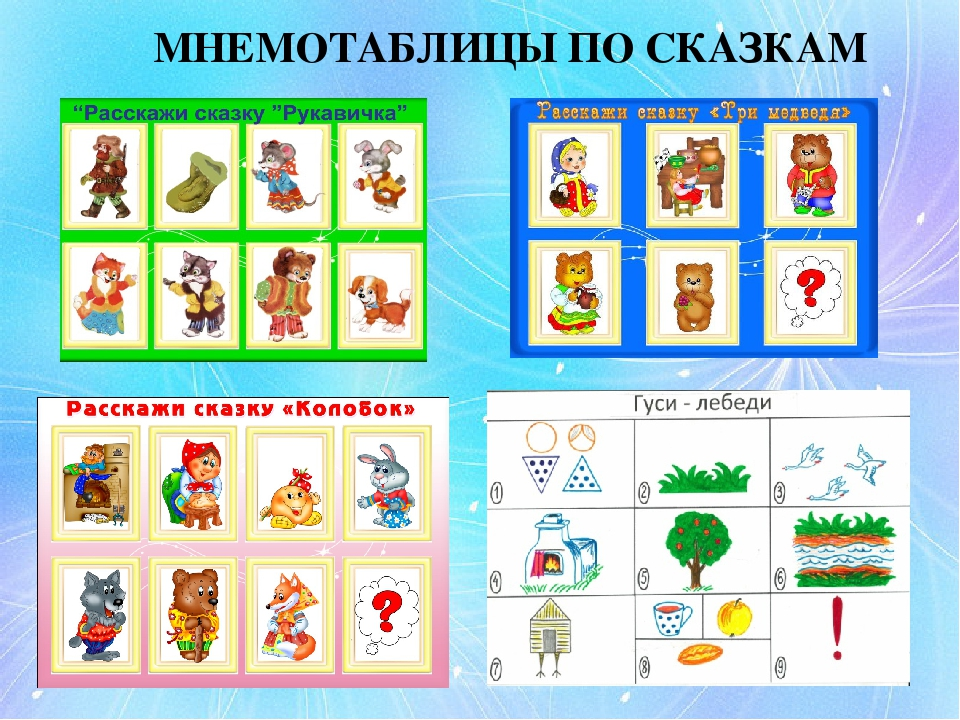 МНЕМОТАБЛИЦЫ ПО СКАЗКАМ
“Расскажи сказку ”Рукавичка”
Расскажи сказку «Три медведя»
?
Расскажи сказку «Колобок»
?
Гуси - лебеди
1 2 3
4 5 6
7 8 9 !